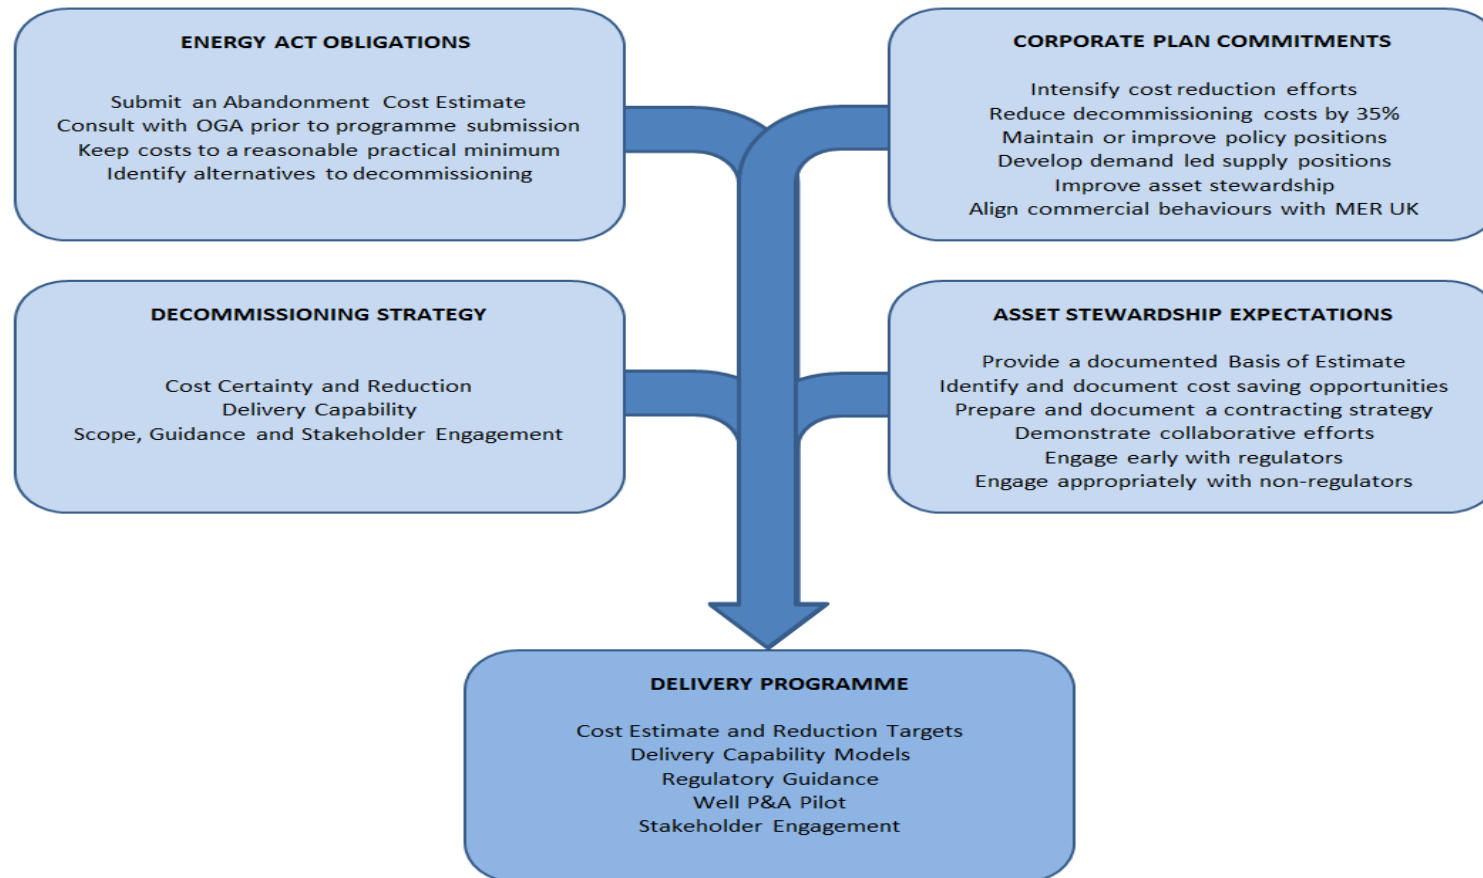 ENERGY ACT OBLIGATIONS
Submit an Abandonment Cost Estimate
Consult with OGA prior to programme submission
Keep costs to a reasonable practical minimum
Identify alternatives to decommissioning
CORPORATE PLAN COMMITMENTS
Intensify cost reduction efforts
Reduce decommissioning costs by 35%
Maintain or improve policy positions
Develop demand led supply positions
Improve asset stewardship
Align commercial behaviours with MER UK
DECOMMISSIONING STRATEGY
Cost Certainty and Reduction
Delivery Capability
Scope, Guidance and Stakeholder Engagement
ASSET STEWARDSHIP EXPECTATIONS
Provide a documented Basis of Estimate
Identify and document cost saving opportunities
Prepare and document a contracting strategy
Demonstrate collaborative efforts
Engage early with regulators
Engage appropriately with non-regulators
DELIVERY PROGRAMME
Cost Estimate and Reduction Targets
Delivery Capability Models
Regulatory Guidance
Well P&A Pilot
Stakeholder Engagement